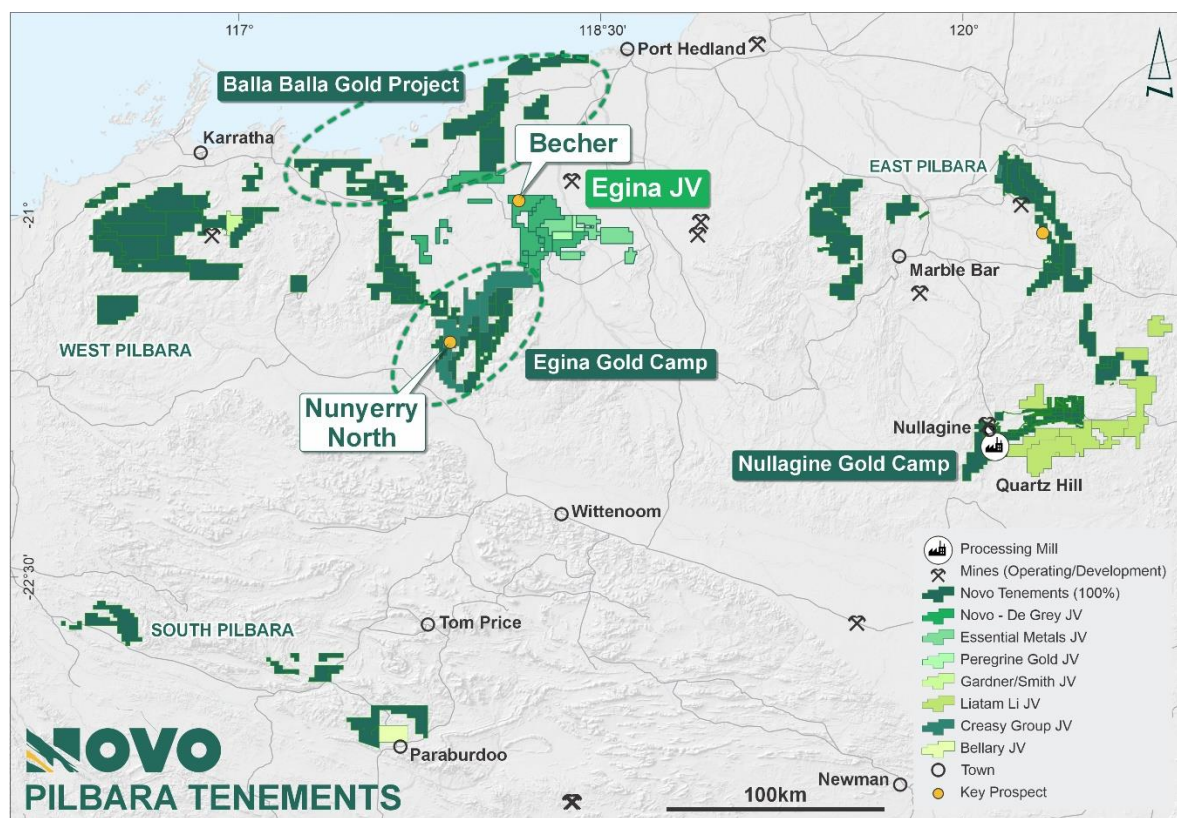 117°
118°30'
120°
Port Hedland
Balla Balla Gold Project
Karratha
Becher
Egina JV
EAST PILBARA
-21°
Marble Bar
WEST PILBARA
Egina Gold Camp
Nunyerry
North
Nullagine
Nullagine Gold Camp
Quartz Hill
Wittenoom
-22°30'
SOUTH PILBARA
Tom Price
Paraburdoo
Newman
Processing Mill
Mines (Operating/Development)
Novo Tenements (100%)
Novo - De Grey JV
Essential Metals JV
Peregrine Gold JV
Gardner/Smith JV
Liatam Li JV
Creasy Group JV
Bellary JV
Town
Key Prospect
NOVO
PILBARA TENEMENTS
100km
N